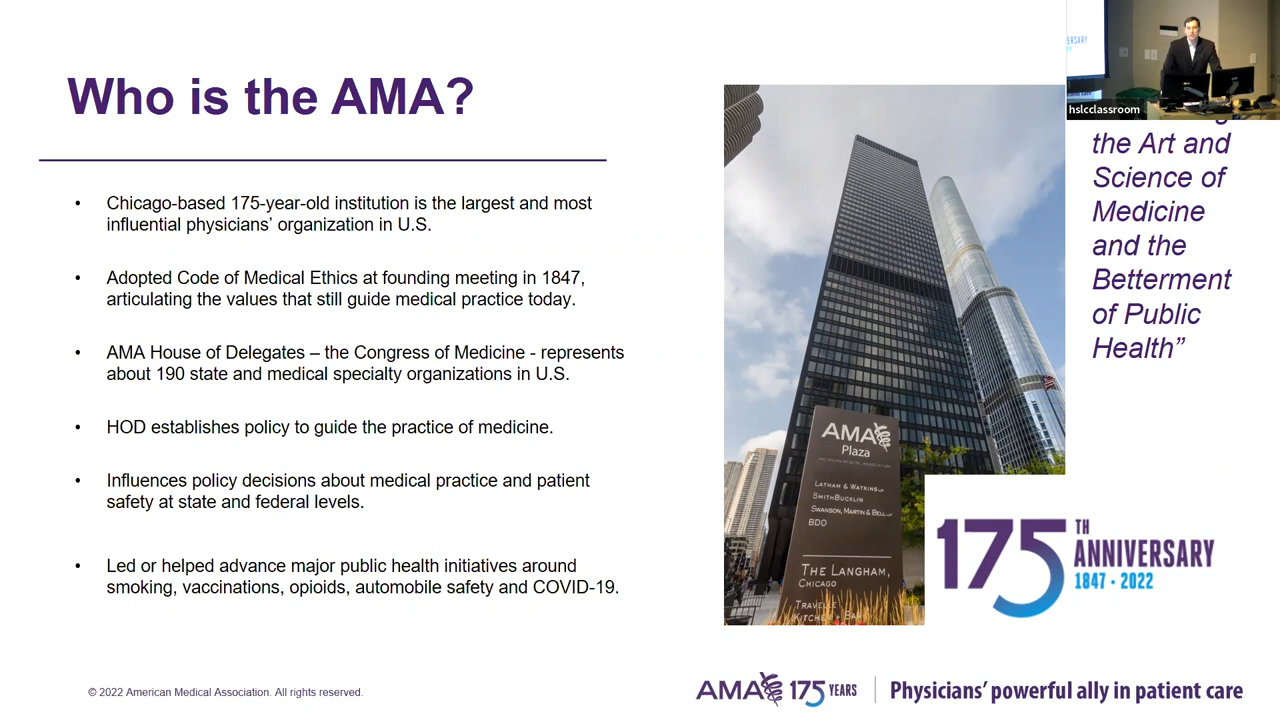 Who is the AMA?
• Chicago-based 175-year-old institution is the largest and most
influential physicians’ organization in U.S.
• Adopted Code of Medical Ethics at founding meeting in 1847,
articulating the values that still guide medical practice today.
• AMA House of Delegates – the Congress of Medicine - represents
about 190 state and medical specialty organizations in U.S.
• HOD establishes policy to guide the practice of medicine.
• Influences policy decisions about medical practice and patient
safety at state and federal levels.
• Led or helped advance major public health initiatives around
smoking, vaccinations, opioids, automobile safety and COVID-19.
AMA
Plaza
LATHAM & WATKINS LLP
SMITHBUCKLIN
SWANSON, MARTIN & BELL LLP
BDO
THE LANGHAM,
CHICAGO
TRAVELLE
KITCHEN + BAR
hslcclassroom
the Art and
Science of
Medicine
and the
Betterment
of Public
Health”
175TH
ANNIVERSARY
1847 • 2022
© 2022 American Medical Association. All rights reserved.
AMA 175 YEARS
Physicians’ powerful ally in patient care